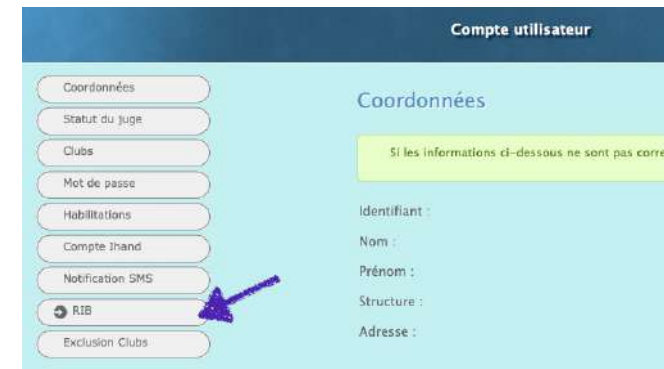 Compte utilisateur
Coordonnées
Statut du juge
Clubs
Mot de passe
Habilitations
Compte Ihand
Notification SMS
RIB
Exclusion Clubs
Coordonnées
Si les informations ci-dessous ne sont pas corre
Identifiant :
Nom :
Prénom :
Structure :
Adresse :